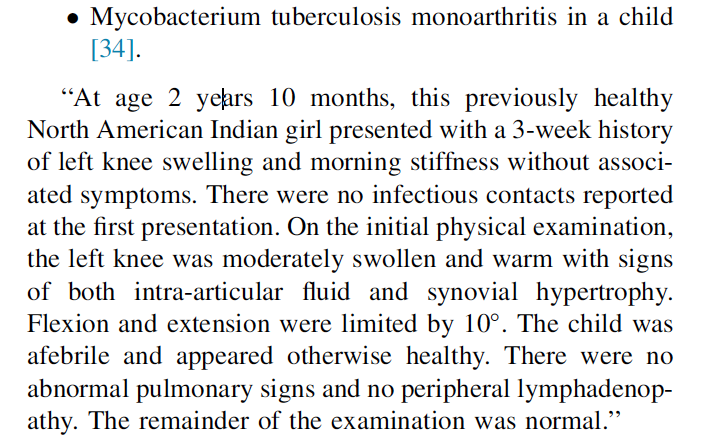 • Mycobacterium tuberculosis monoarthritis in a child
[34].
“At age 2 years 10 months, this previously healthy
North American Indian girl presented with a 3-week history
of left knee swelling and morning stiffness without associ-
ated symptoms. There were no infectious contacts reported
at the first presentation. On the initial physical examination,
the left knee was moderately swollen and warm with signs
of both intra-articular fluid and synovial hypertrophy.
Flexion and extension were limited by 10°. The child was
afebrile and appeared otherwise healthy. There were no
abnormal pulmonary signs and no peripheral lymphadenop-
athy. The remainder of the examination was normal.”